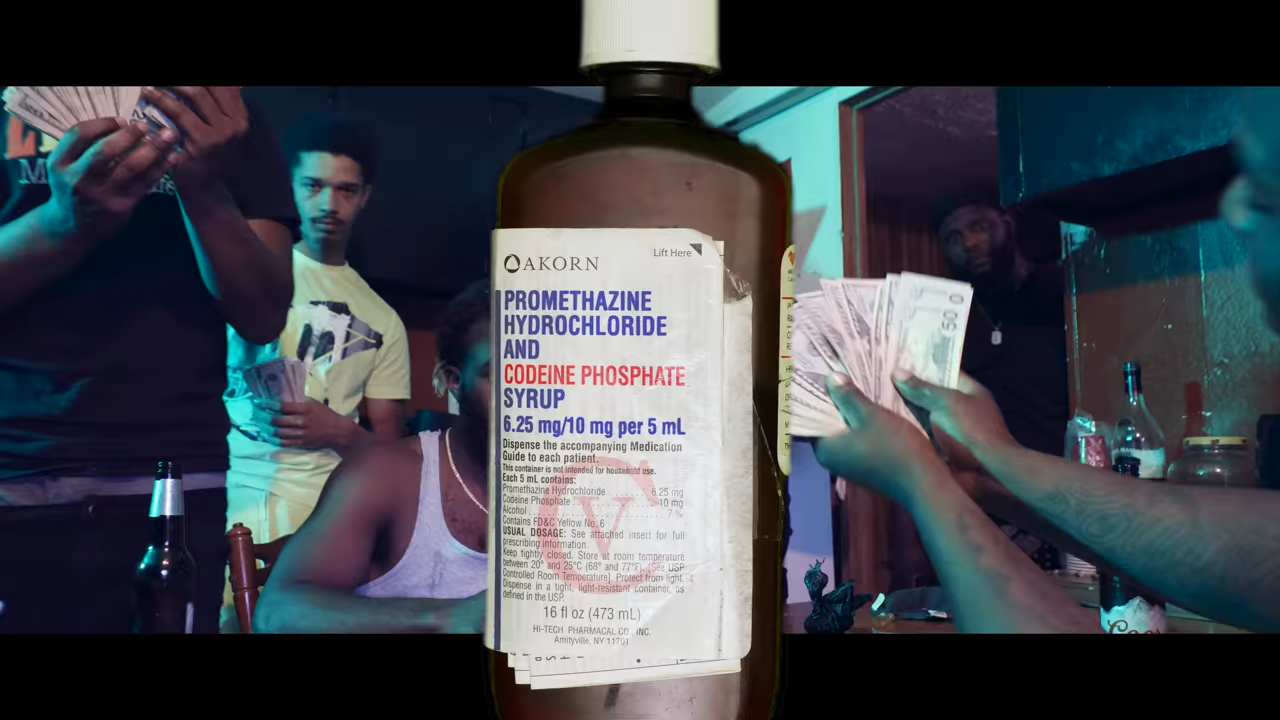 AKORN
Lift Here
PROMETHAZINE
HYDROCHLORIDE
AND
CODEINE PHOSPHATE
SYRUP
6.25 mg/10 mg per 5 mL
Dispense the accompanying Medication
Guide to each patient.
This container is not intended for household use.
Each 5 mL contains:
Promethazine Hydrochloride ........ 6.25 mg
Codeine Phosphate ........ 10 mg
Alcohol ........ 7 %
Contains FD&C Yellow No. 6
USUAL DOSAGE: See attached insert for full
prescribing information.
Keep tightly closed. Store at room temperature
between 20° and 25°C (68° and 77°F). [See USP
Controlled Room Temperature]. Protect from light.
Dispense in a tight, light-resistant container, as
defined in the USP.
CV
16 fl oz (473 mL)
HI-TECH PHARMACAL CO., INC.
Amityville, NY 11701
50